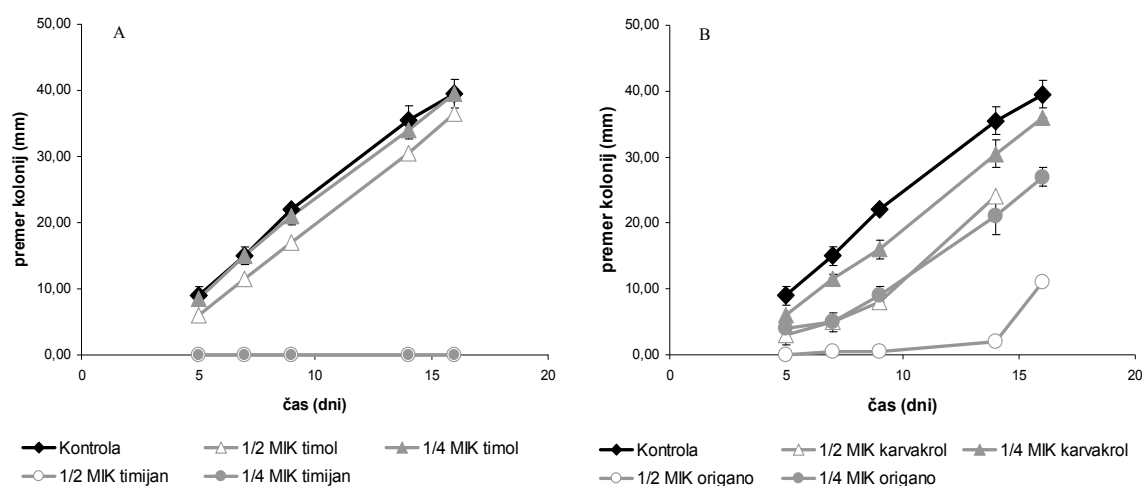 A
50,00
40,00
30,00
20,00
10,00
0,00
premer kolonij (mm)
0 5 10 15 20
čas (dni)
Kontrola 1/2 MIK timol 1/4 MIK timol
1/2 MIK timijan 1/4 MIK timijan
B
50,00
40,00
30,00
20,00
10,00
0,00
premer kolonij (mm)
0 5 10 15 20
čas (dni)
Kontrola 1/2 MIK karvakrol 1/4 MIK karvakrol
1/2 MIK origano 1/4 MIK origano